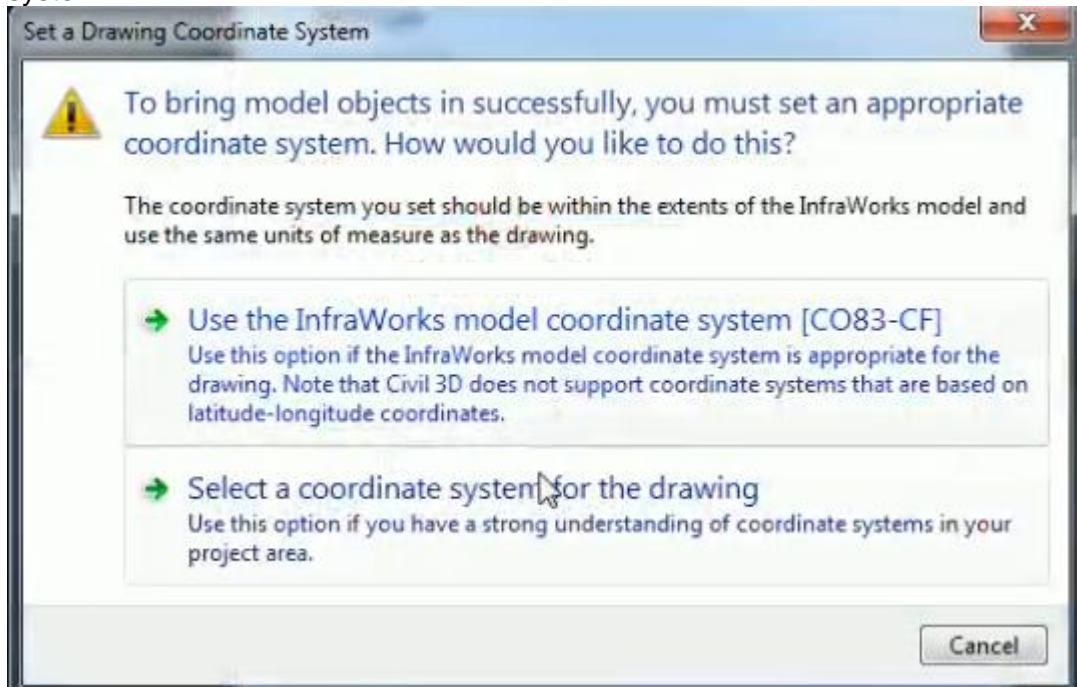 Set a Drawing Coordinate System
To bring model objects in successfully, you must set an appropriate
coordinate system. How would you like to do this?
The coordinate system you set should be within the extents of the InfraWorks model and
use the same units of measure as the drawing.
Use the InfraWorks model coordinate system [CO83-CF]
Use this option if the InfraWorks model coordinate system is appropriate for the
drawing. Note that Civil 3D does not support coordinate systems that are based on
latitude-longitude coordinates.
Select a coordinate system for the drawing
Use this option if you have a strong understanding of coordinate systems in your
project area.
Cancel